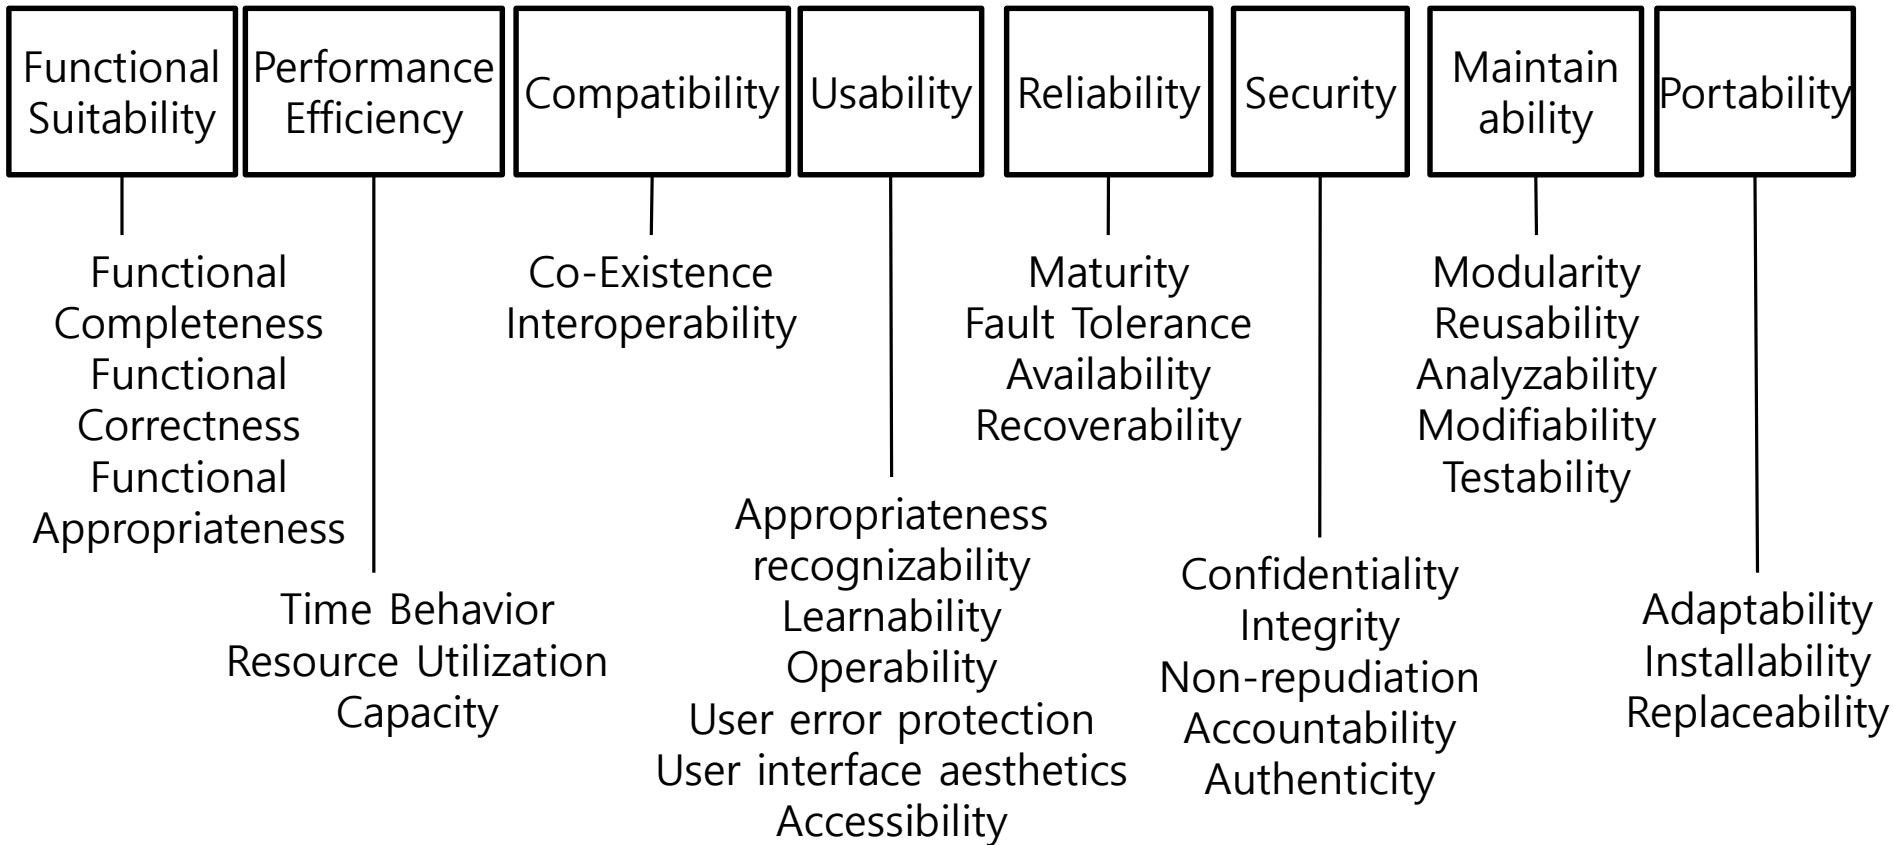 Functional
Suitability
Performance
Efficiency
Compatibility
Usability
Reliability
Security
Maintain
ability
Portability
Functional
Completeness
Functional
Correctness
Functional
Appropriateness
Time Behavior
Resource Utilization
Capacity
Co-Existence
Interoperability
Appropriateness
recognizability
Learnability
Operability
User error protection
User interface aesthetics
Accessibility
Maturity
Fault Tolerance
Availability
Recoverability
Confidentiality
Integrity
Non-repudiation
Accountability
Authenticity
Modularity
Reusability
Analyzability
Modifiability
Testability
Adaptability
Installability
Replaceability